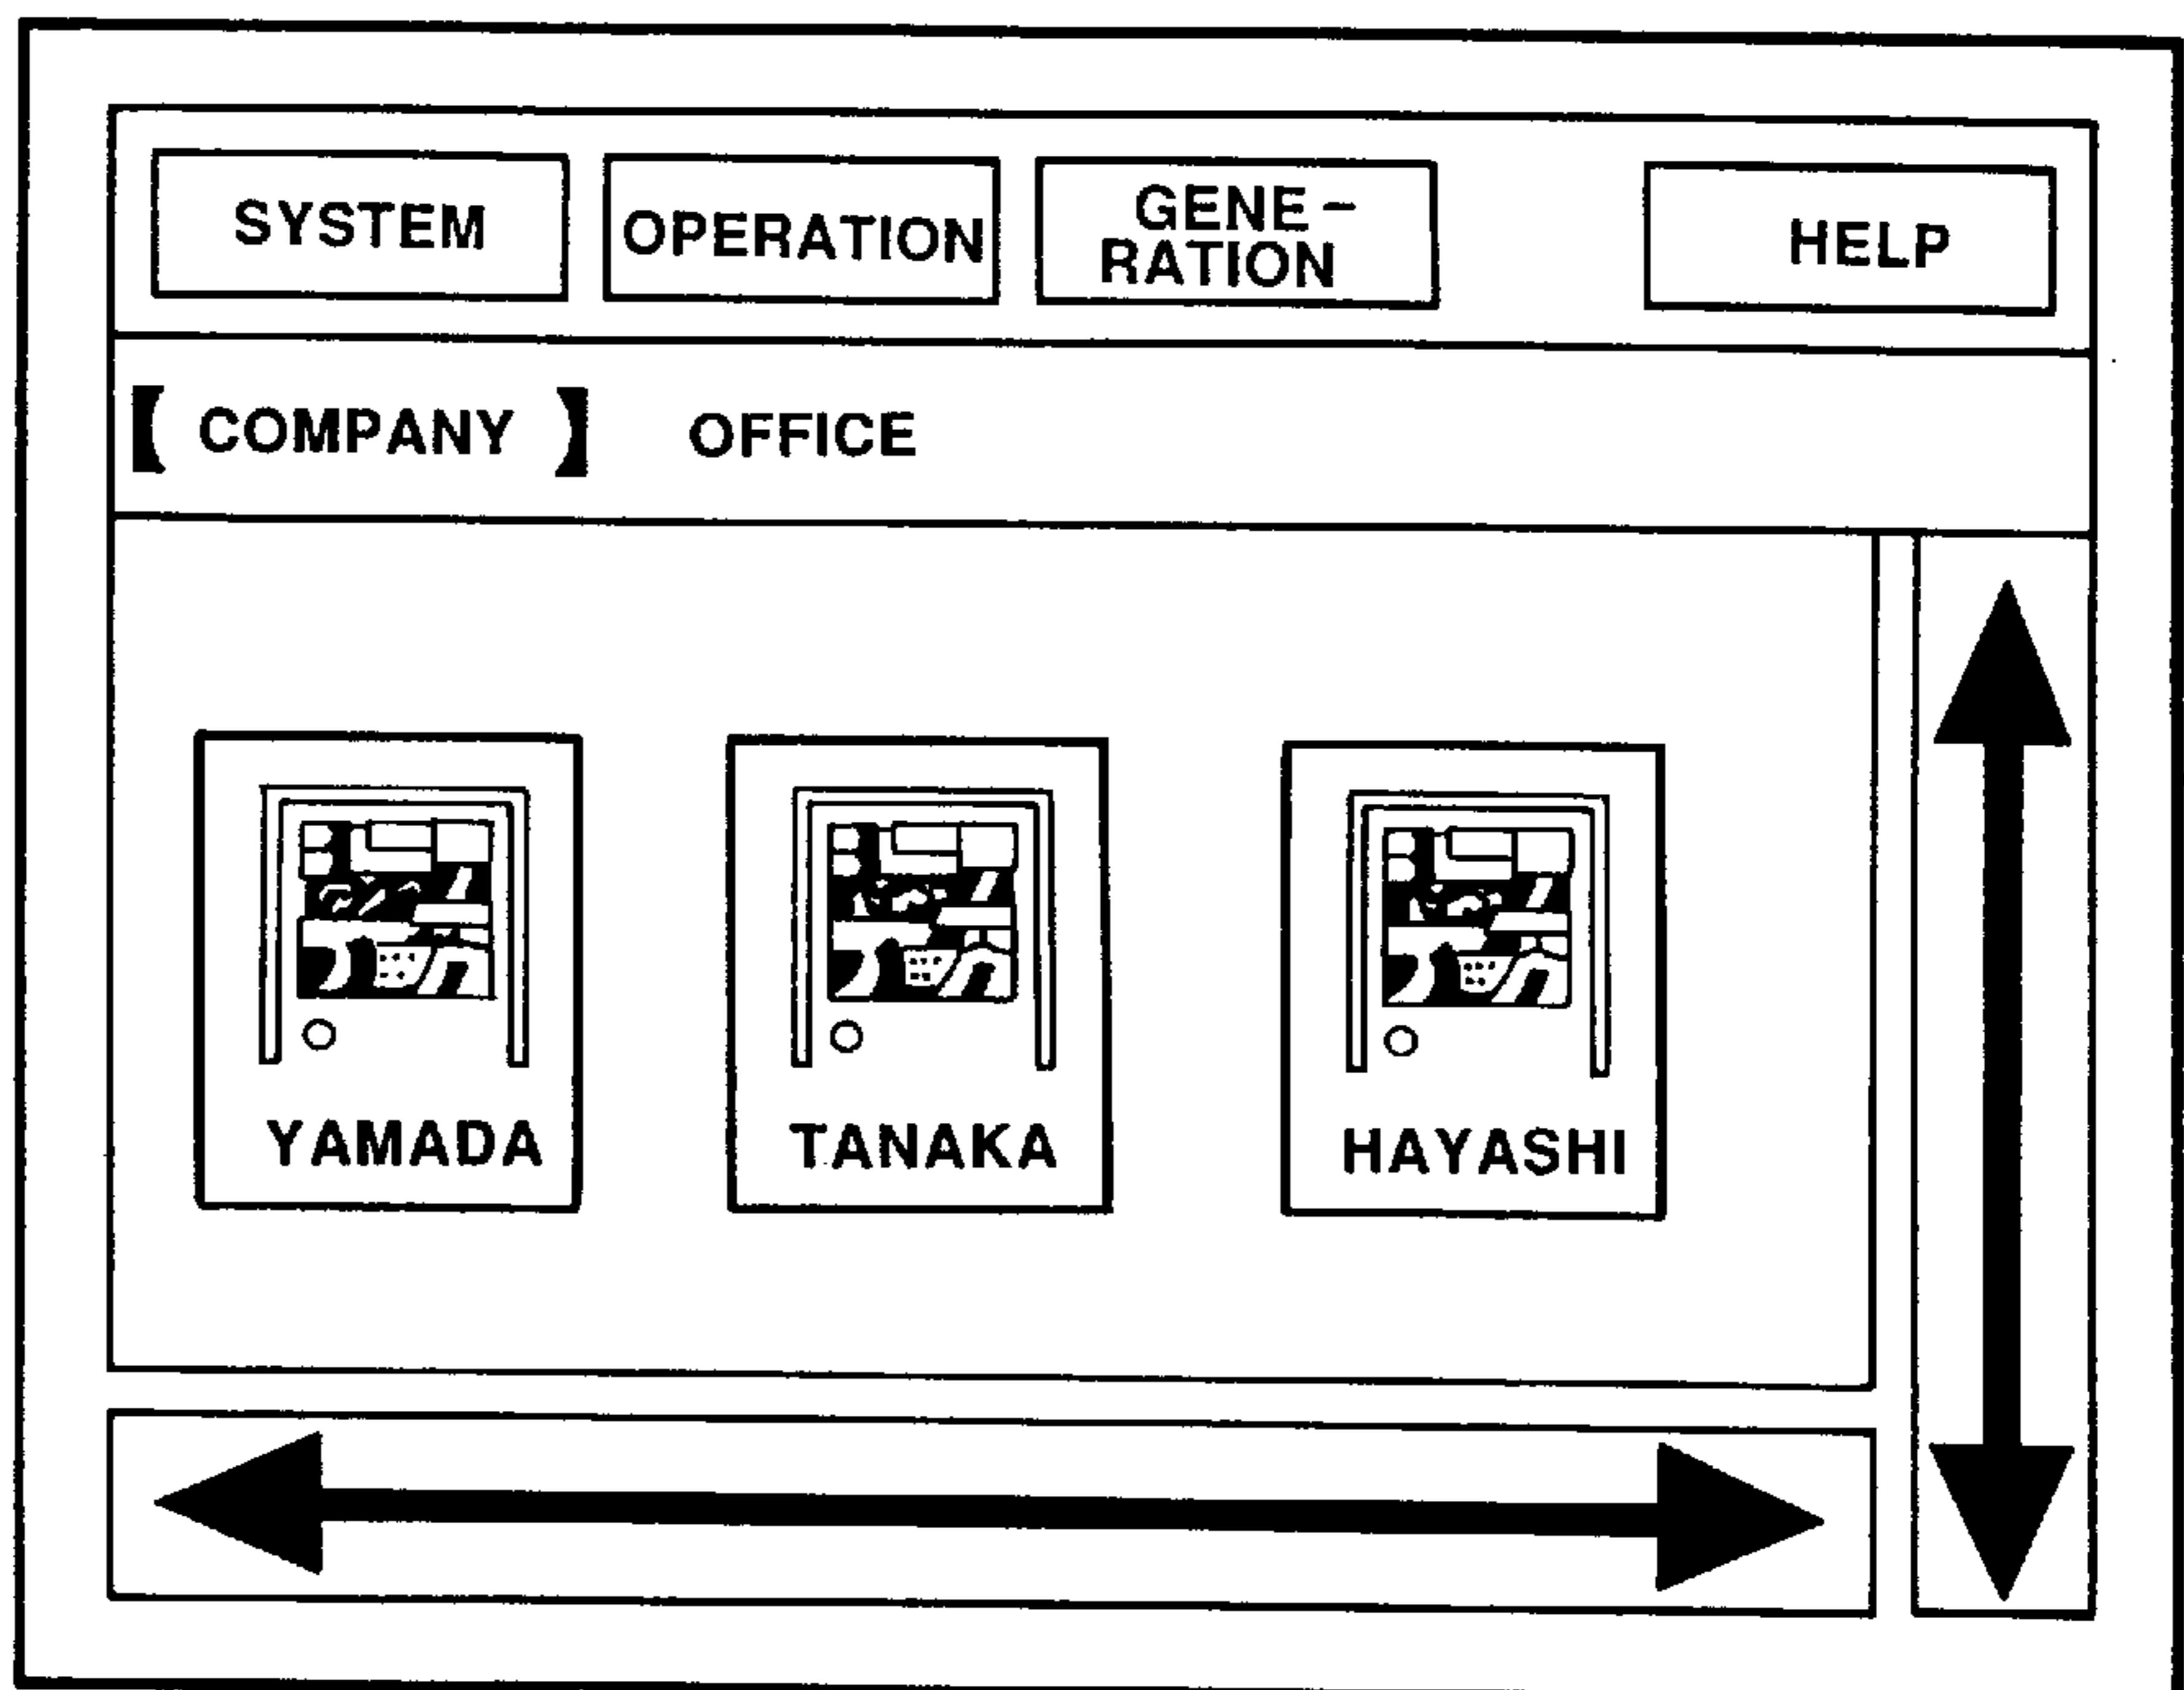 SYSTEM
OPERATION
GENE-
RATION
HELP
【 COMPANY 】 OFFICE
YAMADA
TANAKA
HAYASHI